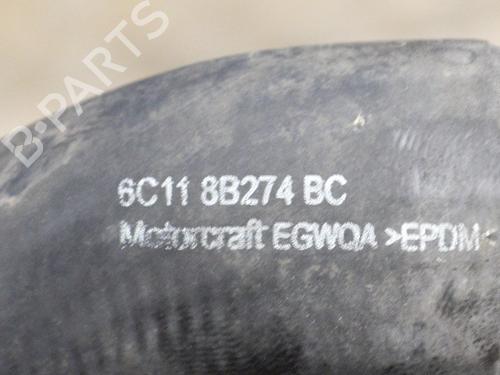 B-PARTS
6C11 8B274 BC
Motorcraft EGWQA >EPDM